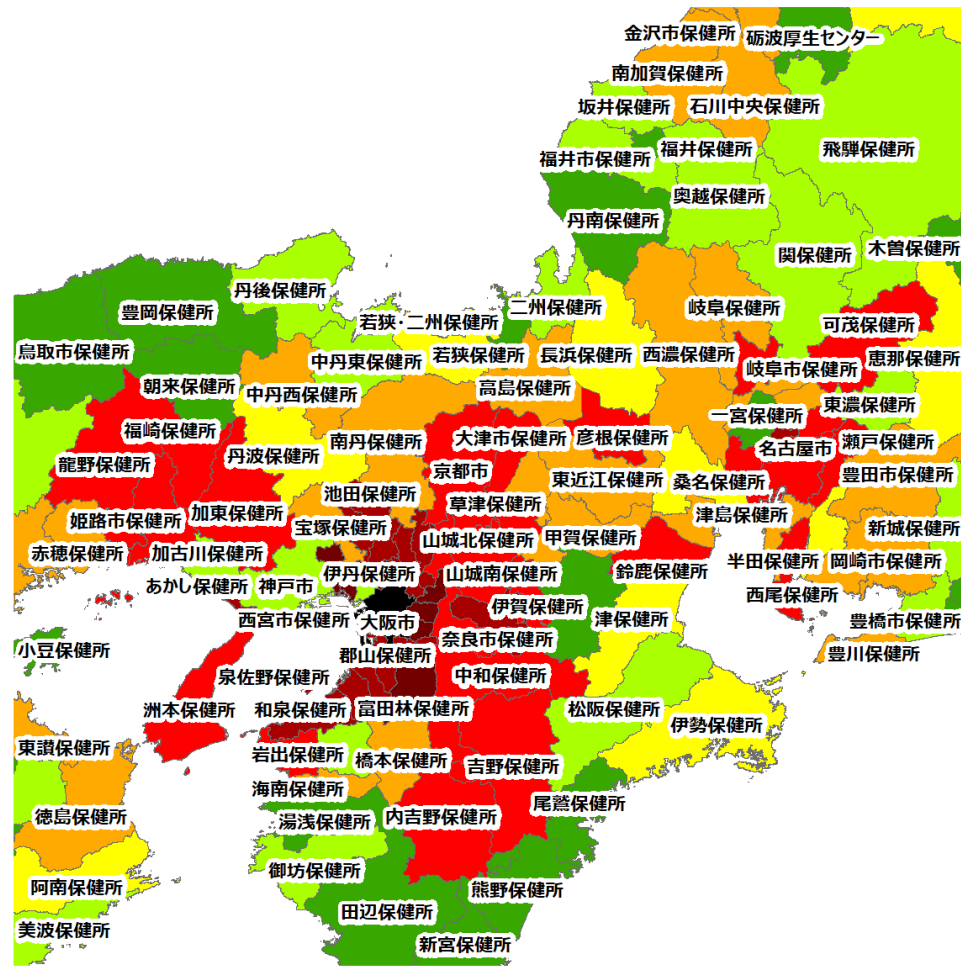 金沢市保健所
砺波厚生センター
南加賀保健所
坂井保健所
石川中央保健所
福井市保健所
福井保健所
飛騨保健所
奥越保健所
丹南保健所
木曽保健所
関保健所
丹後保健所
豊岡保健所
二州保健所
岐阜保健所
若狭・二州保健所
可茂保健所
鳥取市保健所
中丹東保健所
若狭保健所
長浜保健所
西濃保健所
恵那保健所
岐阜市保健所
朝来保健所
中丹西保健所
高島保健所
東濃保健所
一宮保健所
福崎保健所
南丹保健所
大津市保健所
彦根保健所
名古屋市
瀬戸保健所
龍野保健所
丹波保健所
京都市
東近江保健所
桑名保健所
豊田市保健所
池田保健所
草津保健所
津島保健所
姫路市保健所
加東保健所
宝塚保健所
山城北保健所
甲賀保健所
新城保健所
赤穂保健所
加古川保健所
伊丹保健所
山城南保健所
鈴鹿保健所
半田保健所
岡崎市保健所
あかし保健所
神戸市
西尾保健所
西宮市保健所
大阪市
伊賀保健所
津保健所
豊橋市保健所
奈良市保健所
小豆保健所
郡山保健所
豊川保健所
泉佐野保健所
中和保健所
洲本保健所
和泉保健所
富田林保健所
松阪保健所
伊勢保健所
東讃保健所
岩出保健所
橋本保健所
吉野保健所
海南保健所
尾鷲保健所
徳島保健所
湯浅保健所
内吉野保健所
御坊保健所
阿南保健所
熊野保健所
田辺保健所
美波保健所
新宮保健所